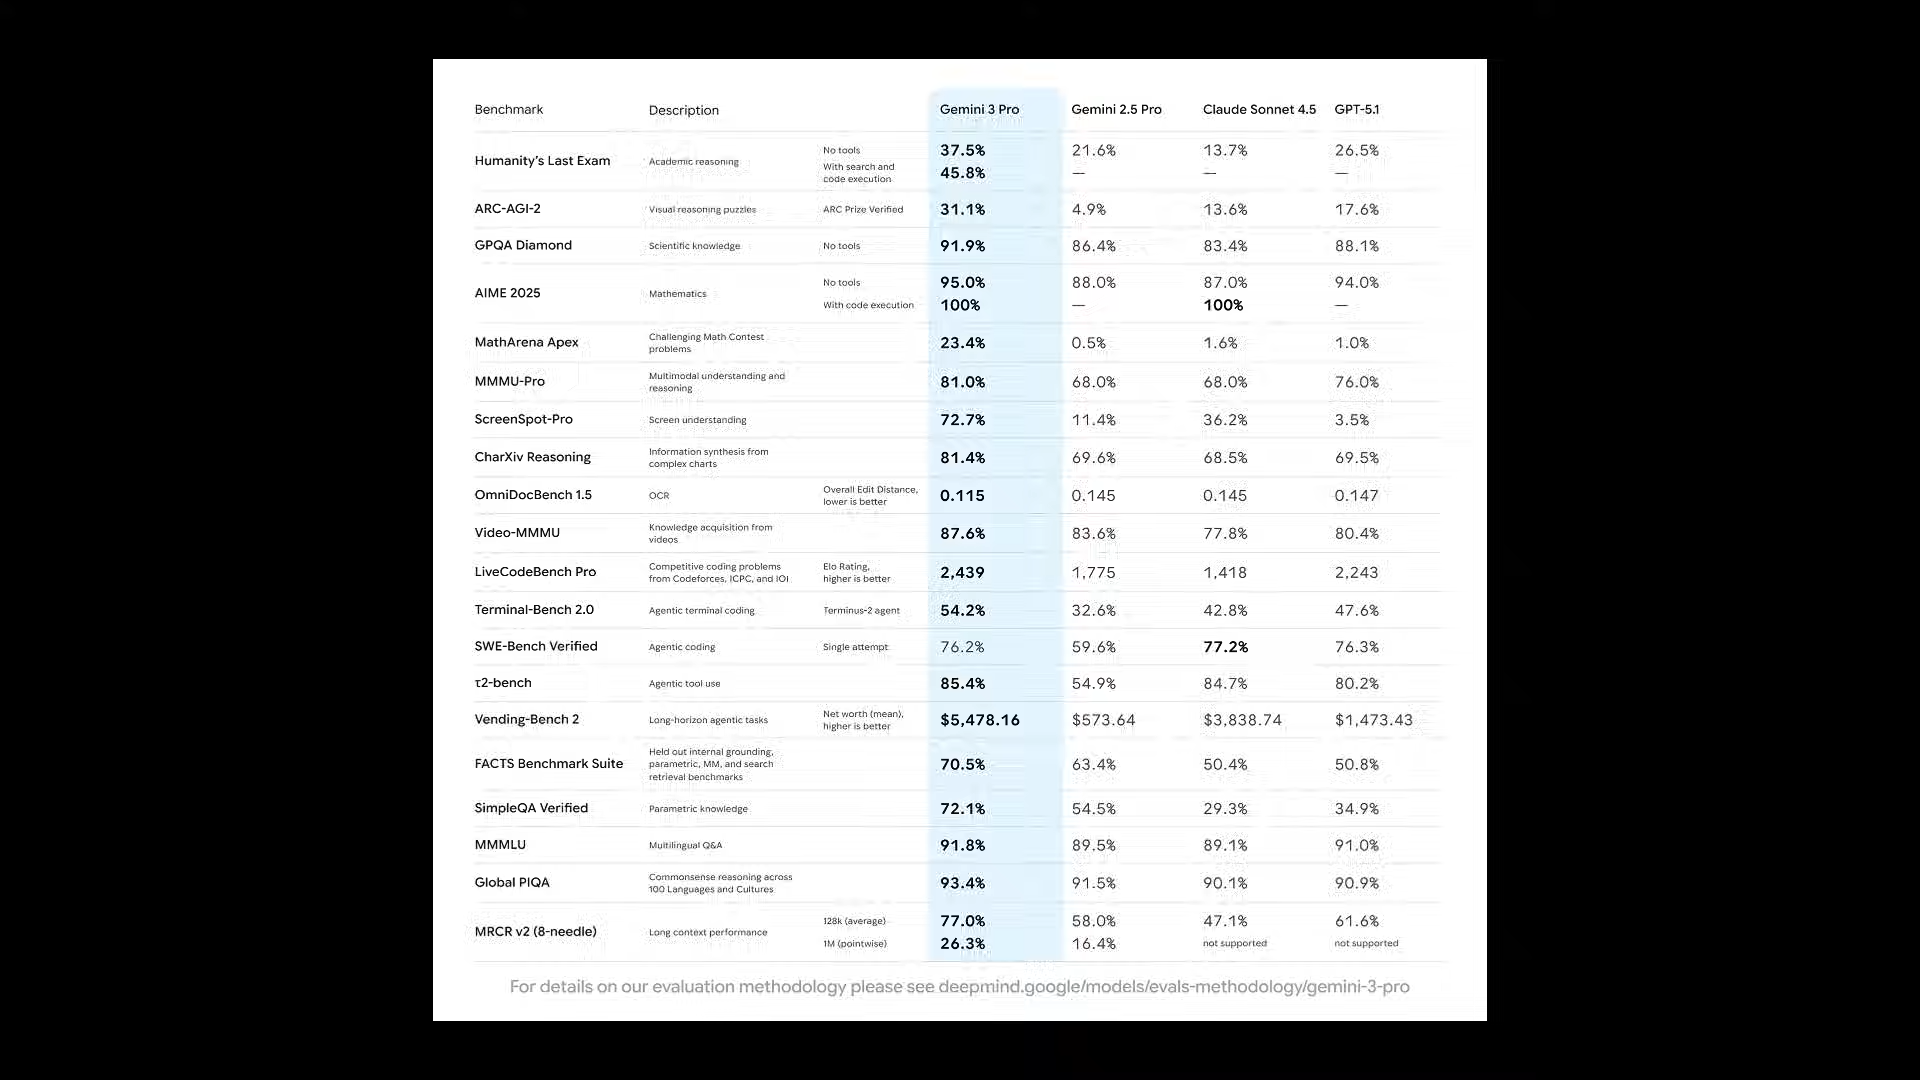 Benchmark Description Gemini 3 Pro Gemini 2.5 Pro Claude Sonnet 4.5 GPT-5.1
Humanity's Last Exam Academic reasoning No tools 37.5% 21.6% 13.7% 26.5%
With search and code execution 45.8% — — —
ARC-AGI-2 Visual reasoning puzzles ARC Prize Verified 31.1% 4.9% 13.6% 17.6%
GPQA Diamond Scientific knowledge No tools 91.9% 86.4% 83.4% 88.1%
AIME 2025 Mathematics No tools 95.0% 88.0% 87.0% 94.0%
With code execution 100% — 100% —
MathArena Apex Challenging Math Contest problems 23.4% 0.5% 1.6% 1.0%
MMMU-Pro Multimodal understanding and reasoning 81.0% 68.0% 68.0% 76.0%
ScreenSpot-Pro Screen understanding 72.7% 11.4% 36.2% 3.5%
CharXiv Reasoning Information synthesis from complex charts 81.4% 69.6% 68.5% 69.5%
OmniDocBench 1.5 OCR Overall Edit Distance, lower is better 0.115 0.145 0.145 0.147
Video-MMMU Knowledge acquisition from videos 87.6% 83.6% 77.8% 80.4%
LiveCodeBench Pro Competitive coding problems from Codeforces, ICPC, and IOI Elo Rating, higher is better 2,439 1,775 1,418 2,243
Terminal-Bench 2.0 Agentic terminal coding Terminus-2 agent 54.2% 32.6% 42.8% 47.6%
SWE-Bench Verified Agentic coding Single attempt 76.2% 59.6% 77.2% 76.3%
τ2-bench Agentic tool use 85.4% 54.9% 84.7% 80.2%
Vending-Bench 2 Long-horizon agentic tasks Net worth (mean), higher is better $5,478.16 $573.64 $3,838.74 $1,473.43
FACTS Benchmark Suite Held out internal grounding, parametric, MM, and search retrieval benchmarks 70.5% 63.4% 50.4% 50.8%
SimpleQA Verified Parametric knowledge 72.1% 54.5% 29.3% 34.9%
MMMLU Multilingual Q&A 91.8% 89.5% 89.1% 91.0%
Global PIQA Commonsense reasoning across 100 Languages and Cultures 93.4% 91.5% 90.1% 90.9%
MRCR v2 (8-needle) Long context performance 128k (average) 77.0% 58.0% 47.1% 61.6%
1M (pointwise) 26.3% 16.4% not supported not supported
For details on our evaluation methodology please see deepmind.google/models/evals-methodology/gemini-3-pro